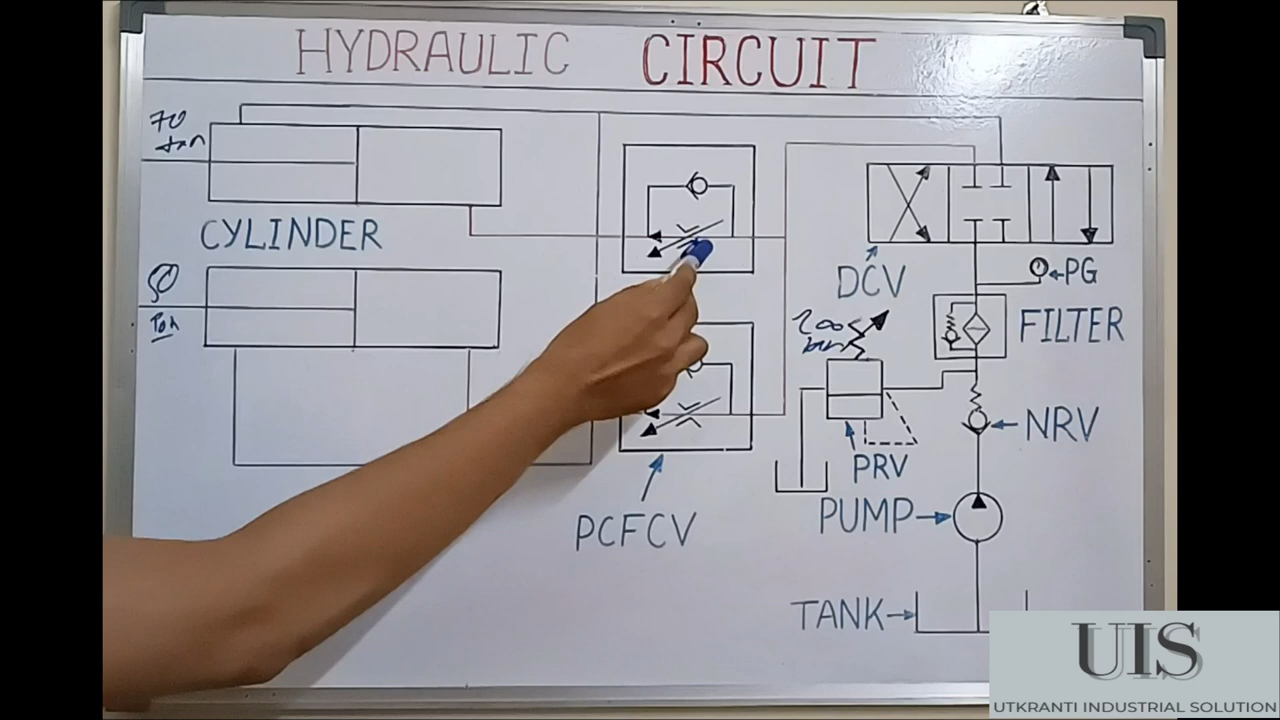 HYDRAULIC CIRCUIT
70
ton
CYLINDER
DCV
PG
200
bar
FILTER
NRV
PRV
PUMP
PCFCV
TANK
UIS
UTKRANTI INDUSTRIAL SOLUTION